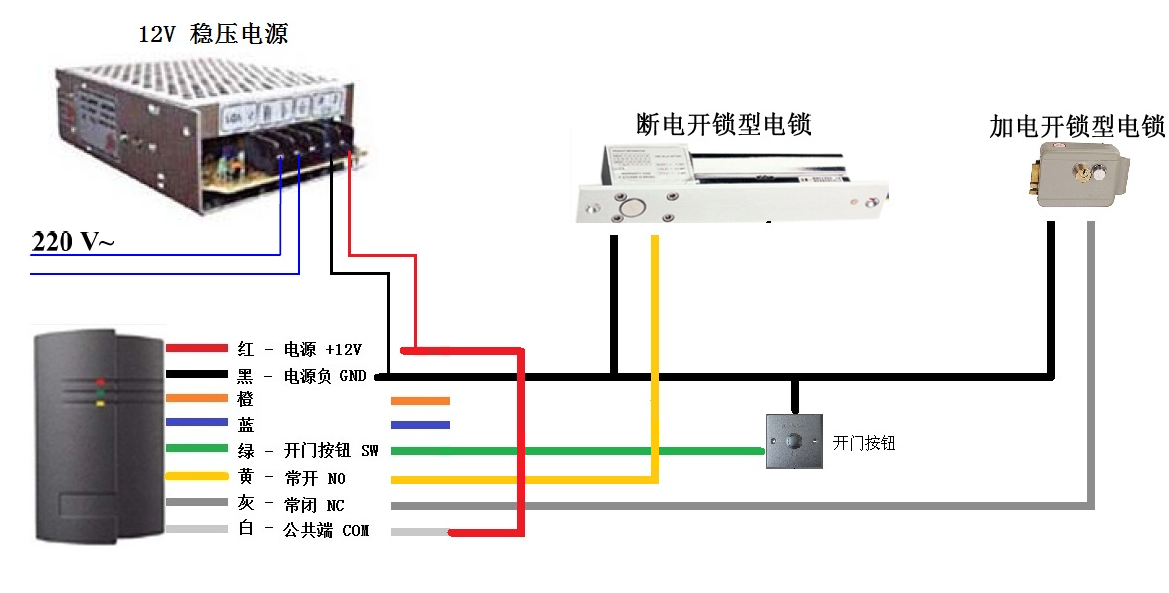 12V 稳压电源
断电开锁型电锁
加电开锁型电锁
220 V~
红 - 电源 +12V
黑 - 电源负 GND
橙
蓝
绿 - 开门按钮 SW
开门按钮
黄 - 常开 NO
灰 - 常闭 NC
白 - 公共端 COM